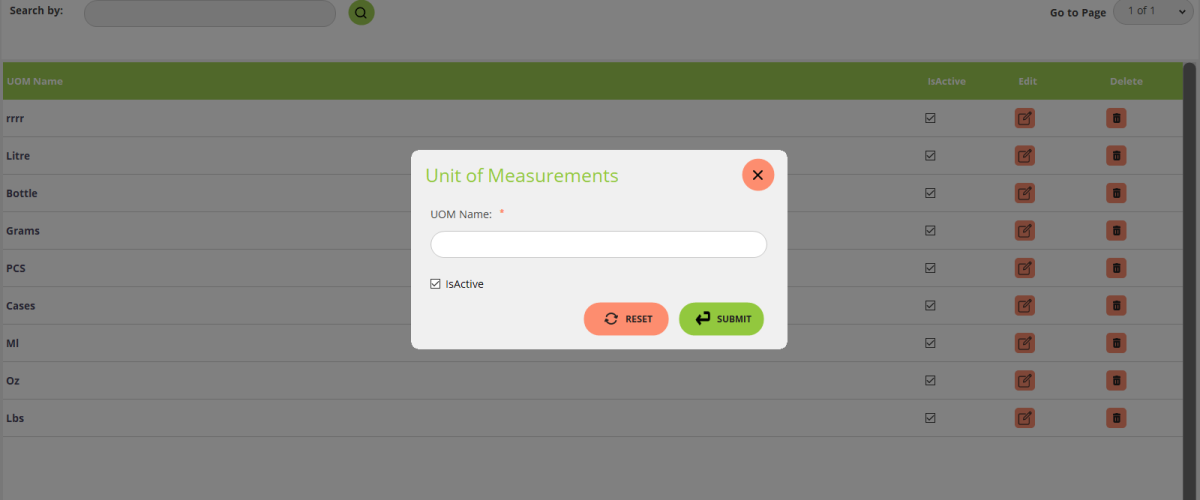 Search by:
Go to Page 1 of 1
UOM Name IsActive Edit Delete
rrrr
Litre
Bottle
Grams
PCS
Cases
Ml
Oz
Lbs
Unit of Measurements
UOM Name: *
IsActive
RESET SUBMIT